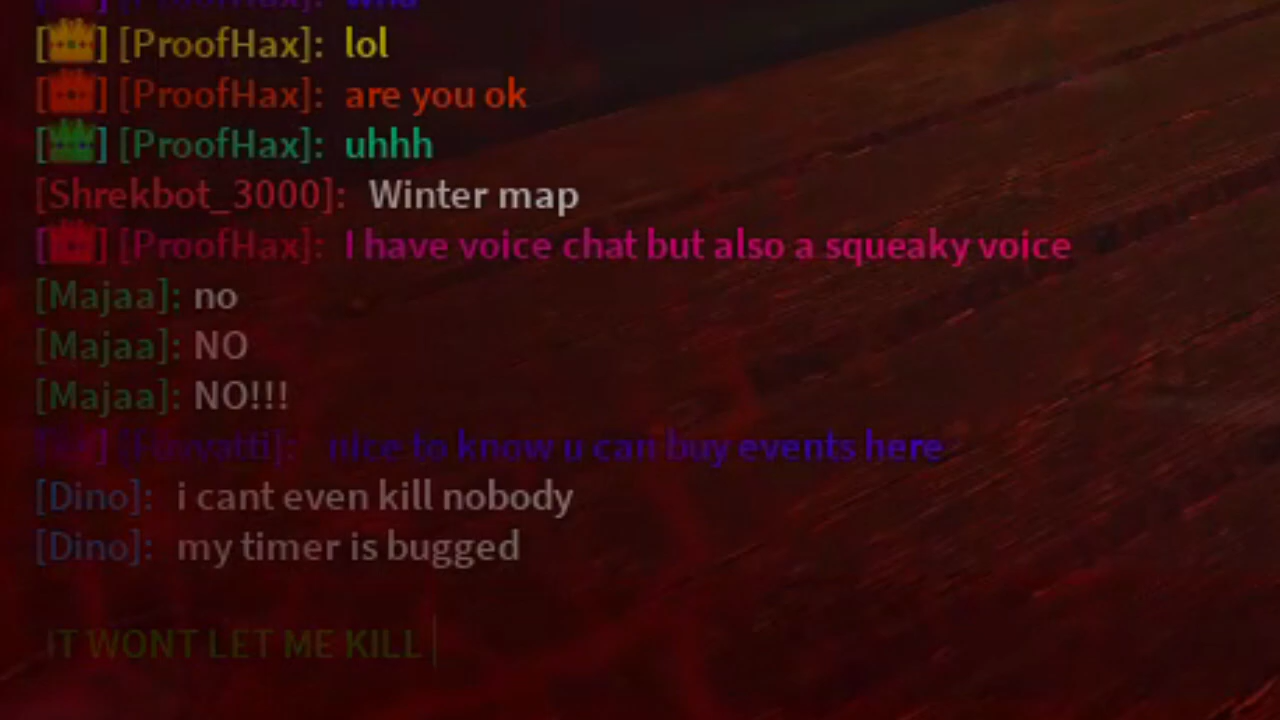 [👑] [ProofHax]: lol
[👑] [ProofHax]: are you ok
[👑] [ProofHax]: uhhh
[Shrekbot_3000]: Winter map
[👑] [ProofHax]: I have voice chat but also a squeaky voice
[Majaa]: no
[Majaa]: NO
[Majaa]: NO!!!
nice to know u can buy events here
[Dino]: i cant even kill nobody
[Dino]: my timer is bugged
IT WONT LET ME KILL